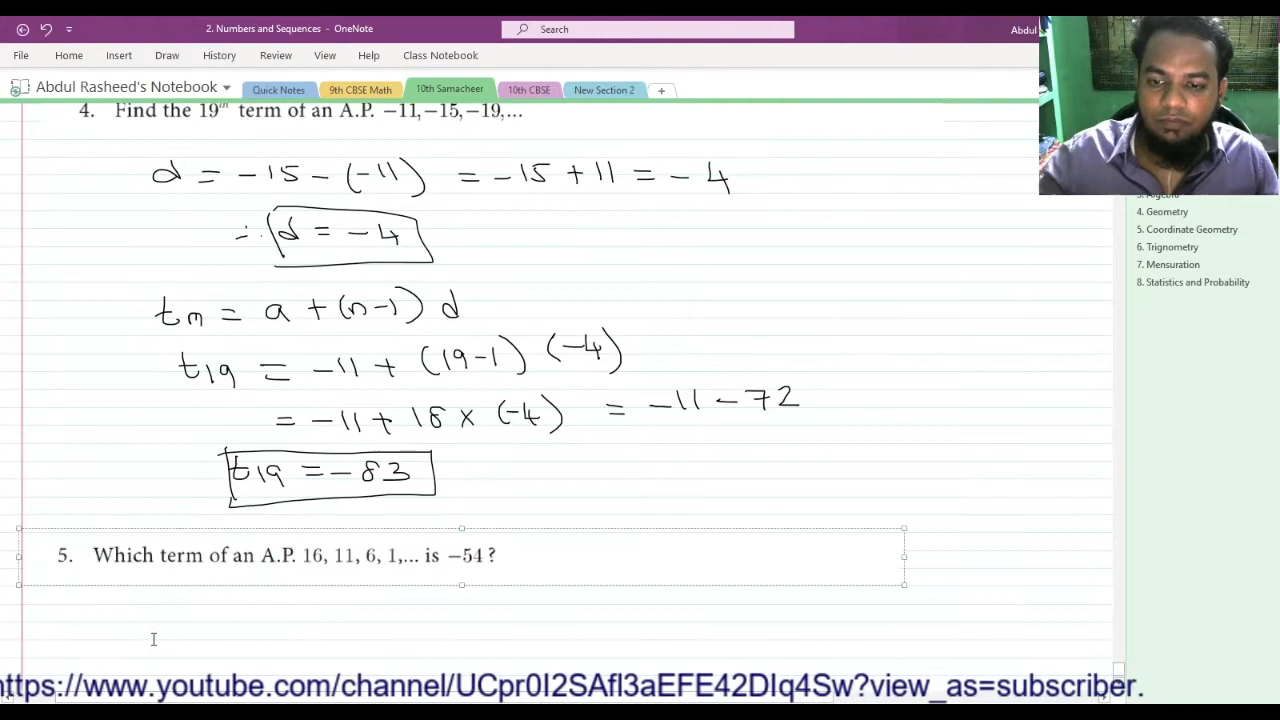 2. Numbers and Sequences - OneNote
Search
Abdul
File Home Insert Draw History Review View Help Class Notebook
Abdul Rasheed's Notebook
Quick Notes 9th CBSE Math 10th Samacheer 10th CBSE New Section 2 +
3. Algebra
4. Geometry
5. Coordinate Geometry
6. Trignometry
7. Mensuration
8. Statistics and Probability
4. Find the 19th term of an A.P. −11,−15,−19,...
d = -15 - (-11) = -15 + 11 = - 4
∴ d = -4
tn = a + (n-1) d
t19 = -11 + (19-1) (-4)
= -11 + 18 × (-4) = -11 - 72
t19 = - 83
5. Which term of an A.P. 16, 11, 6, 1,... is −54 ?
https://www.youtube.com/channel/UCpr0I2SAfl3aEFE42DIq4Sw?view_as=subscriber.